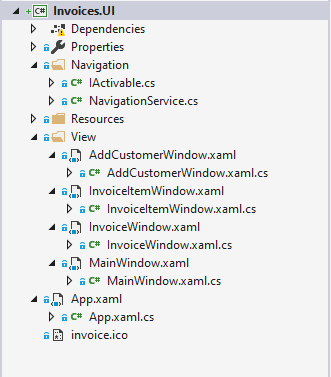 C# Invoices.UI
Dependencies
Properties
Navigation
C# IActivable.cs
C# NavigationService.cs
Resources
View
AddCustomerWindow.xaml
C# AddCustomerWindow.xaml.cs
InvoiceItemWindow.xaml
C# InvoiceItemWindow.xaml.cs
InvoiceWindow.xaml
C# InvoiceWindow.xaml.cs
MainWindow.xaml
C# MainWindow.xaml.cs
App.xaml
C# App.xaml.cs
invoice.ico